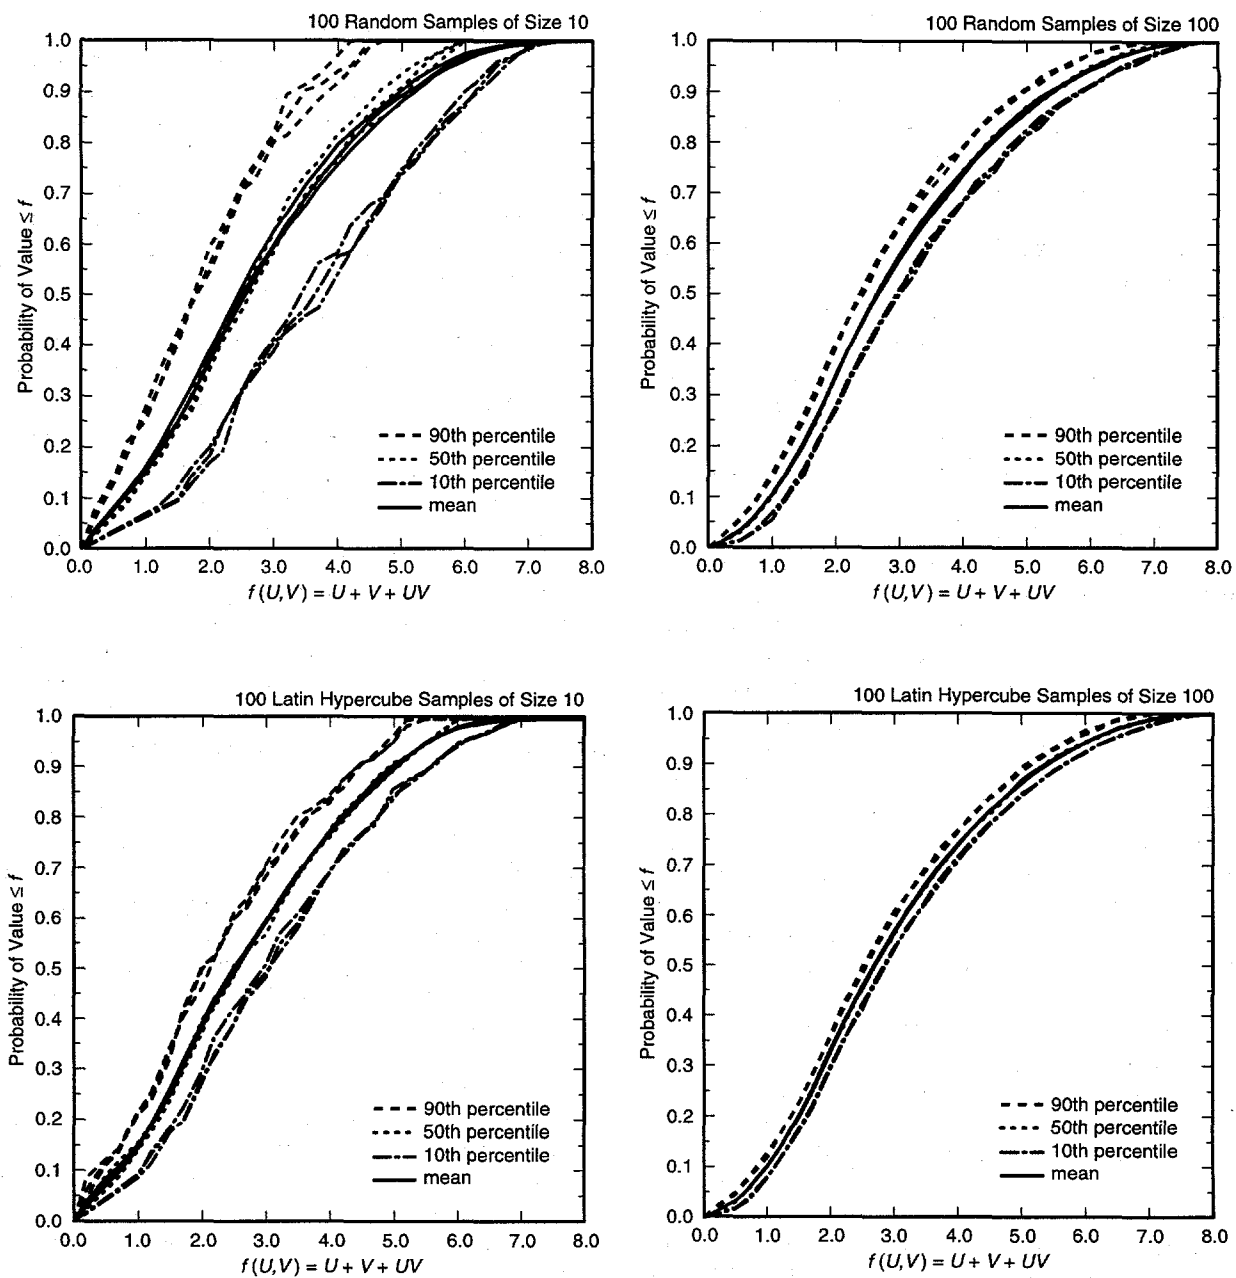 100 Random Samples of Size 10
1.0
0.9
0.8
0.7
0.6
0.5
0.4
0.3
0.2
0.1
0.0
Probability of Value ≤ f
90th percentile
50th percentile
10th percentile
mean
0.0 1.0 2.0 3.0 4.0 5.0 6.0 7.0 8.0
f (U,V) = U + V + UV
100 Random Samples of Size 100
1.0
0.9
0.8
0.7
0.6
0.5
0.4
0.3
0.2
0.1
0.0
Probability of Value ≤ f
90th percentile
50th percentile
10th percentile
mean
0.0 1.0 2.0 3.0 4.0 5.0 6.0 7.0 8.0
f (U,V) = U + V + UV
100 Latin Hypercube Samples of Size 10
1.0
0.9
0.8
0.7
0.6
0.5
0.4
0.3
0.2
0.1
0.0
Probability of Value ≤ f
90th percentile
50th percentile
10th percentile
mean
0.0 1.0 2.0 3.0 4.0 5.0 6.0 7.0 8.0
f (U,V) = U + V + UV
100 Latin Hypercube Samples of Size 100
1.0
0.9
0.8
0.7
0.6
0.5
0.4
0.3
0.2
0.1
0.0
Probability of Value ≤ f
90th percentile
50th percentile
10th percentile
mean
0.0 1.0 2.0 3.0 4.0 5.0 6.0 7.0 8.0
f (U,V) = U + V + UV